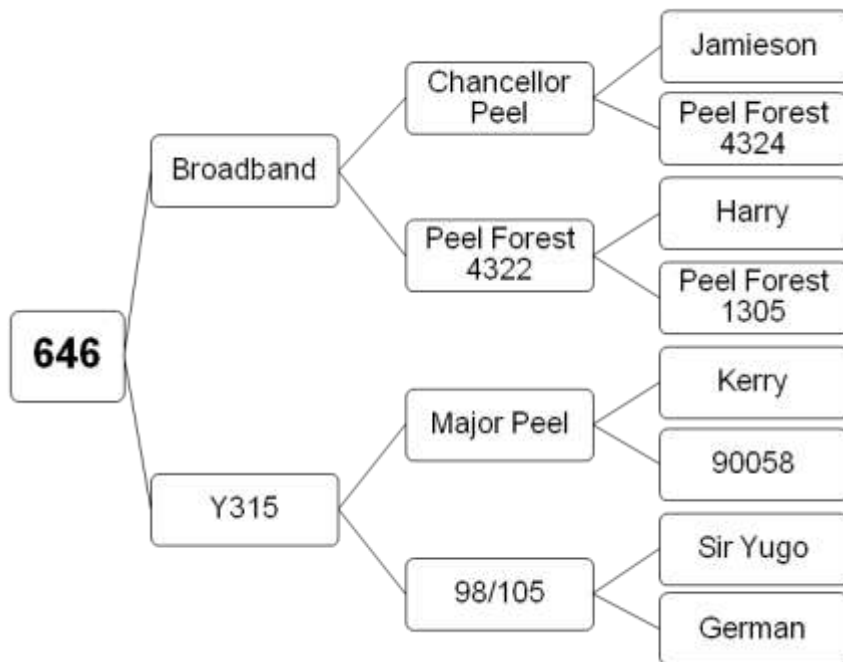 Jamieson
Chancellor
Peel
Peel Forest
4324
Broadband
Harry
Peel Forest
4322
Peel Forest
1305
646
Kerry
Major Peel
90058
Y315
Sir Yugo
98/105
German